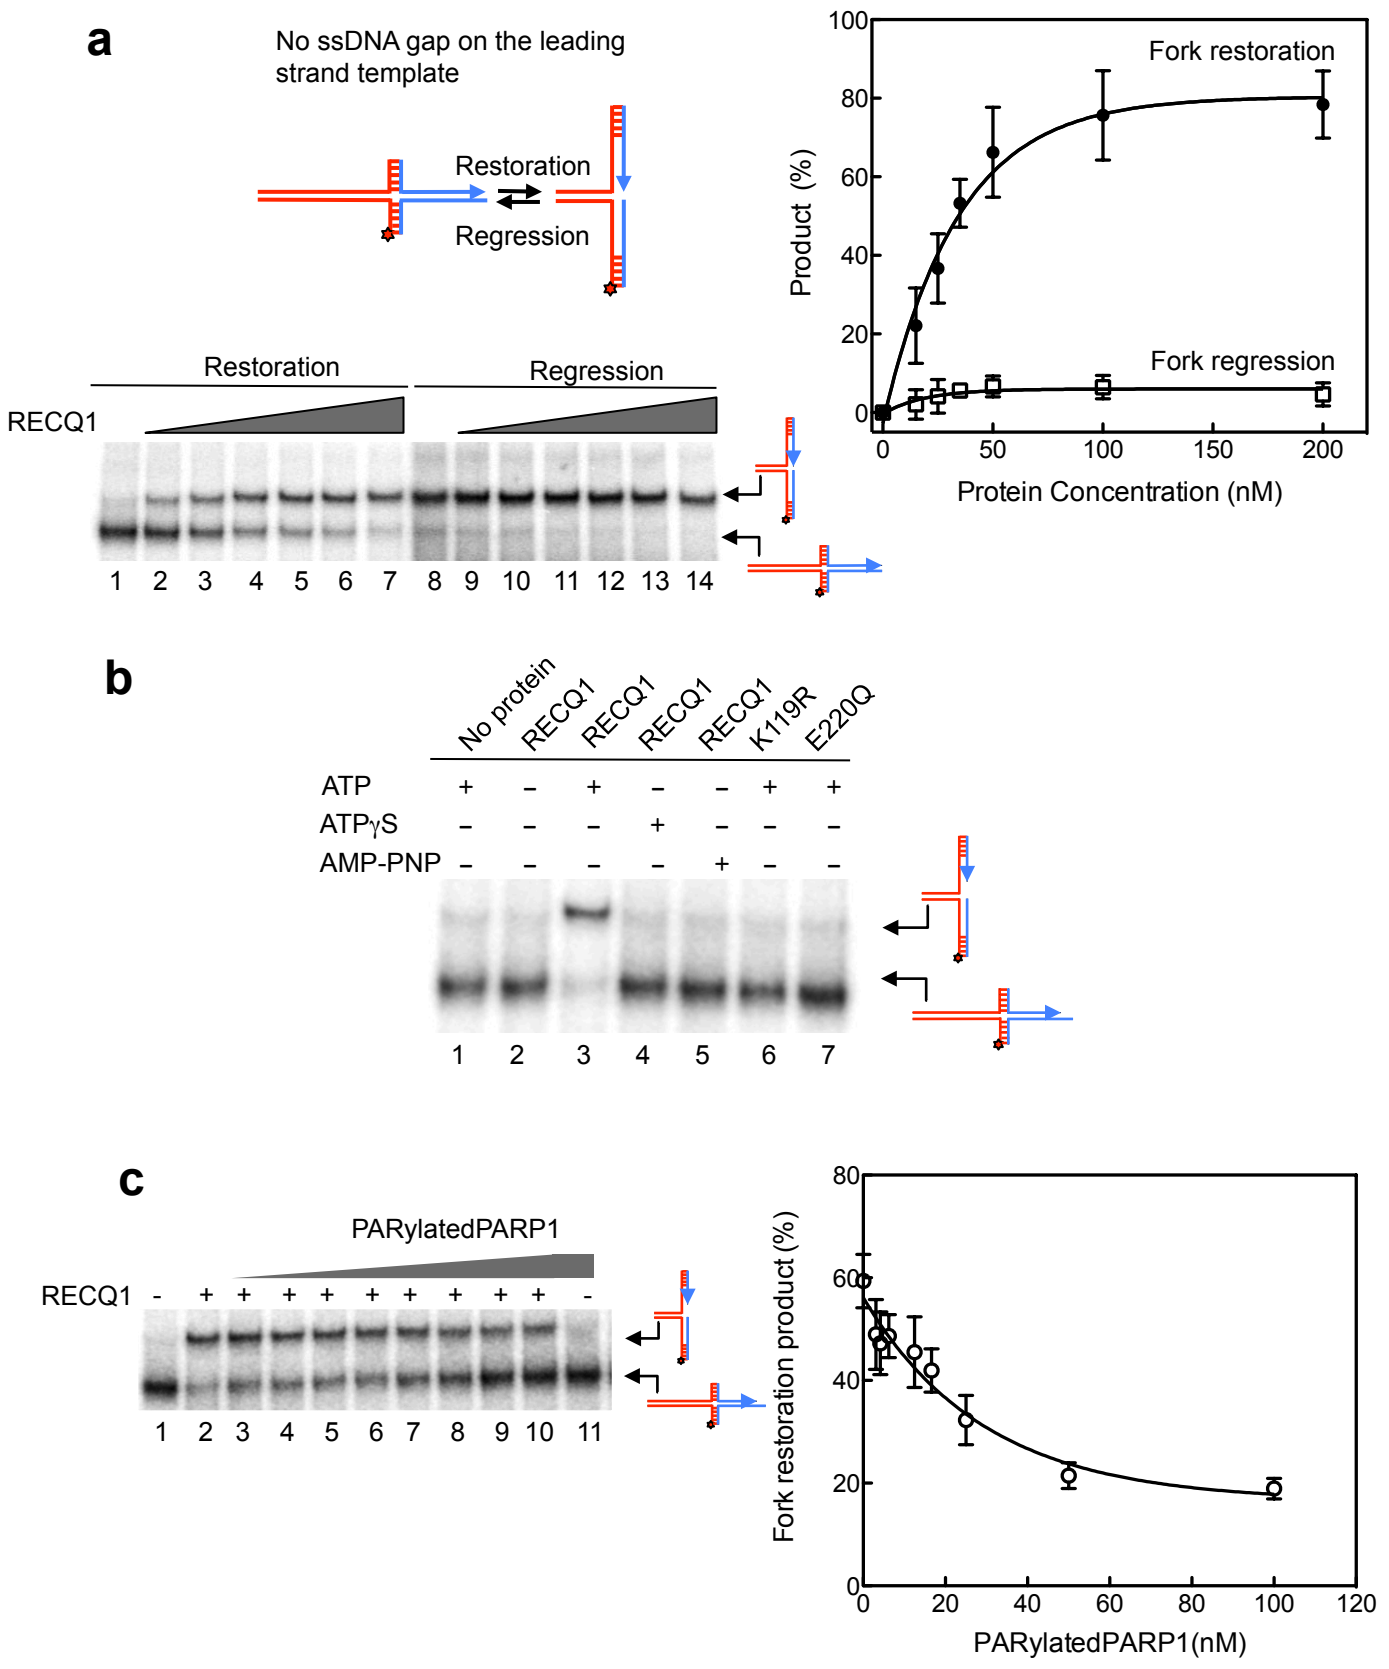 a
No ssDNA gap on the leading
strand template
Restoration
Regression
Restoration
Regression
RECQ1
1 2 3 4 5 6 7 8 9 10 11 12 13 14
100
80
60
40
20
0
Product (%)
Fork restoration
Fork regression
0 50 100 150 200
Protein Concentration (nM)
b
No protein RECQ1 RECQ1 RECQ1 RECQ1 K119R E220Q
ATP + – + – – + +
ATPγS – – – + – – –
AMP-PNP – – – – + – –
1 2 3 4 5 6 7
c
PARylatedPARP1
RECQ1 - + + + + + + + + + -
1 2 3 4 5 6 7 8 9 10 11
80
60
40
20
0
Fork restoration product (%)
0 20 40 60 80 100 120
PARylatedPARP1(nM)